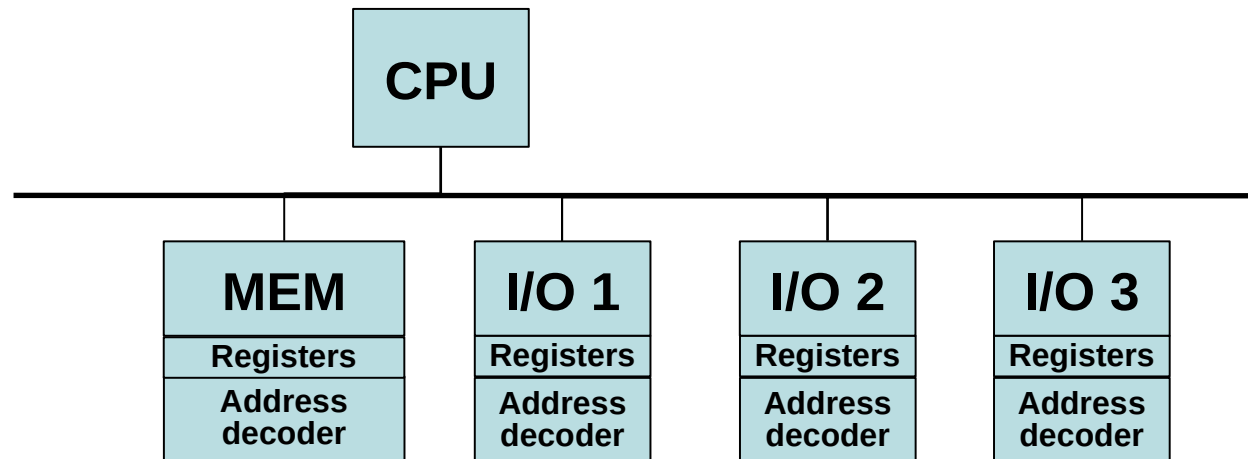 CPU
MEM
Registers
Address
decoder
I/O 1
Registers
Address
decoder
I/O 2
Registers
Address
decoder
I/O 3
Registers
Address
decoder